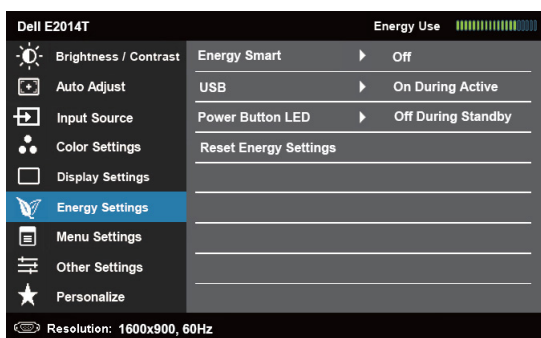 Dell E2014T Energy Use
Brightness / Contrast Energy Smart Off
Auto Adjust USB On During Active
Input Source Power Button LED Off During Standby
Color Settings Reset Energy Settings
Display Settings
Energy Settings
Menu Settings
Other Settings
Personalize
Resolution: 1600x900, 60Hz